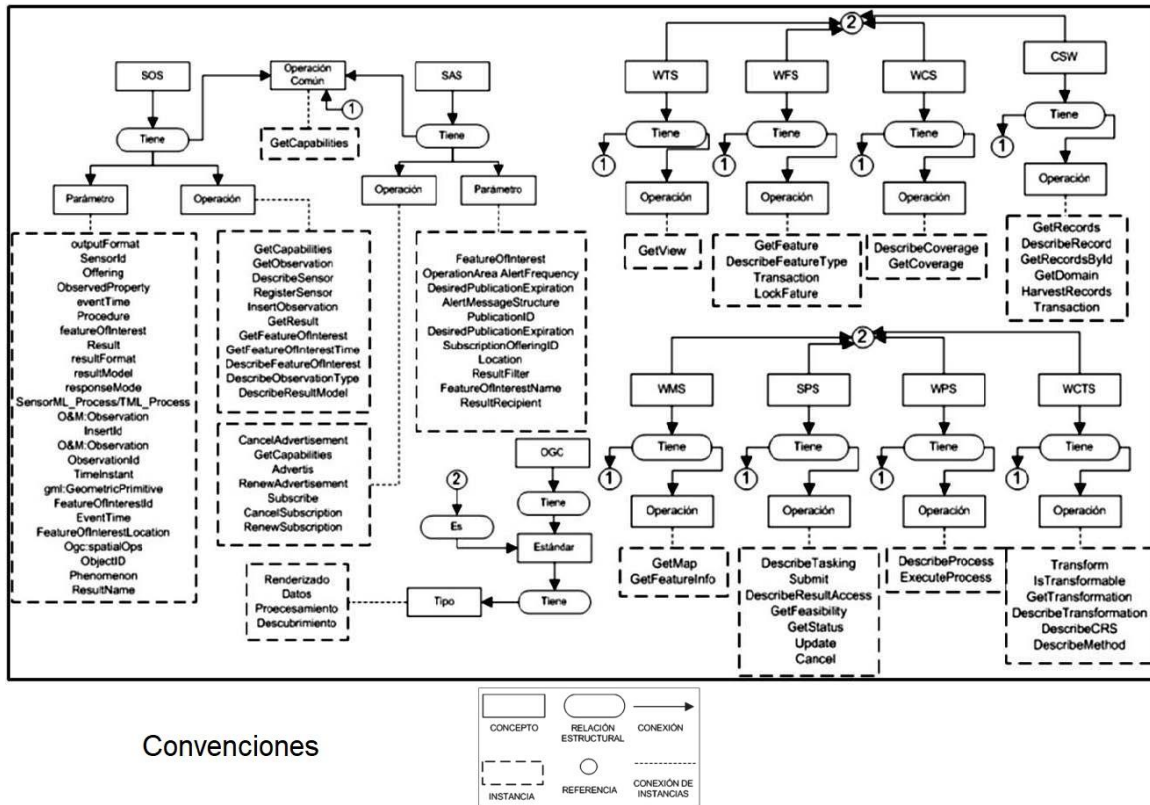 SOS
Operación
Común
SAS
1
Tiene
Tiene
GetCapabilities
Parámetro
Operación
Operación
Parámetro
outputFormat
SensorId
Offering
ObservedProperty
eventTime
Procedure
featureOfInterest
Result
resultFormat
resultModel
responseMode
SensorML_Process/TML_Process
O&M:Observation
InsertId
O&M:Observation
ObservationId
TimeInstant
gml:GeometricPrimitive
FeatureOfInterestId
EventTime
FeatureOfInterestLocation
Ogc:spatialOps
ObjectID
Phenomenon
ResultName
GetCapabilities
GetObservation
DescribeSensor
RegisterSensor
InsertObservation
GetResult
GetFeatureOfInterest
GetFeatureOfInterestTime
DescribeFeatureOfInterest
DescribeObservationType
DescribeResultModel
CancelAdvertisement
GetCapabilities
Advertis
RenewAdvertisement
Subscribe
CancelSubscription
RenewSubscription
FeatureOfInterest
OperationArea AlertFrequency
DesiredPublicationExpiration
AlertMessageStructure
PublicationID
DesiredPublicationExpiration
SubscriptionOfferingID
Location
ResultFilter
FeatureOfInterestName
ResultRecipient
OGC
2
Tiene
Es
Estándar
Renderizado
Datos
Proecesamiento
Descubrimiento
Tipo
Tiene
2
WTS
WFS
WCS
CSW
Tiene
Tiene
Tiene
Tiene
1
1
1
1
Operación
Operación
Operación
Operación
GetView
GetFeature
DescribeFeatureType
Transaction
LockFature
DescribeCoverage
GetCoverage
GetRecords
DescribeRecord
GetRecordsById
GetDomain
HarvestRecords
Transaction
2
WMS
SPS
WPS
WCTS
Tiene
Tiene
Tiene
Tiene
1
1
1
1
Operación
Operación
Operación
Operación
GetMap
GetFeatureInfo
DescribeTasking
Submit
DescribeResultAccess
GetFeasibility
GetStatus
Update
Cancel
DescribeProcess
ExecuteProcess
Transform
IsTransformable
GetTransformation
DescribeTransformation
DescribeCRS
DescribeMethod
Convenciones
CONCEPTO
RELACIÓN
ESTRUCTURAL
CONEXIÓN
INSTANCIA
REFERENCIA
CONEXIÓN DE
INSTANCIAS